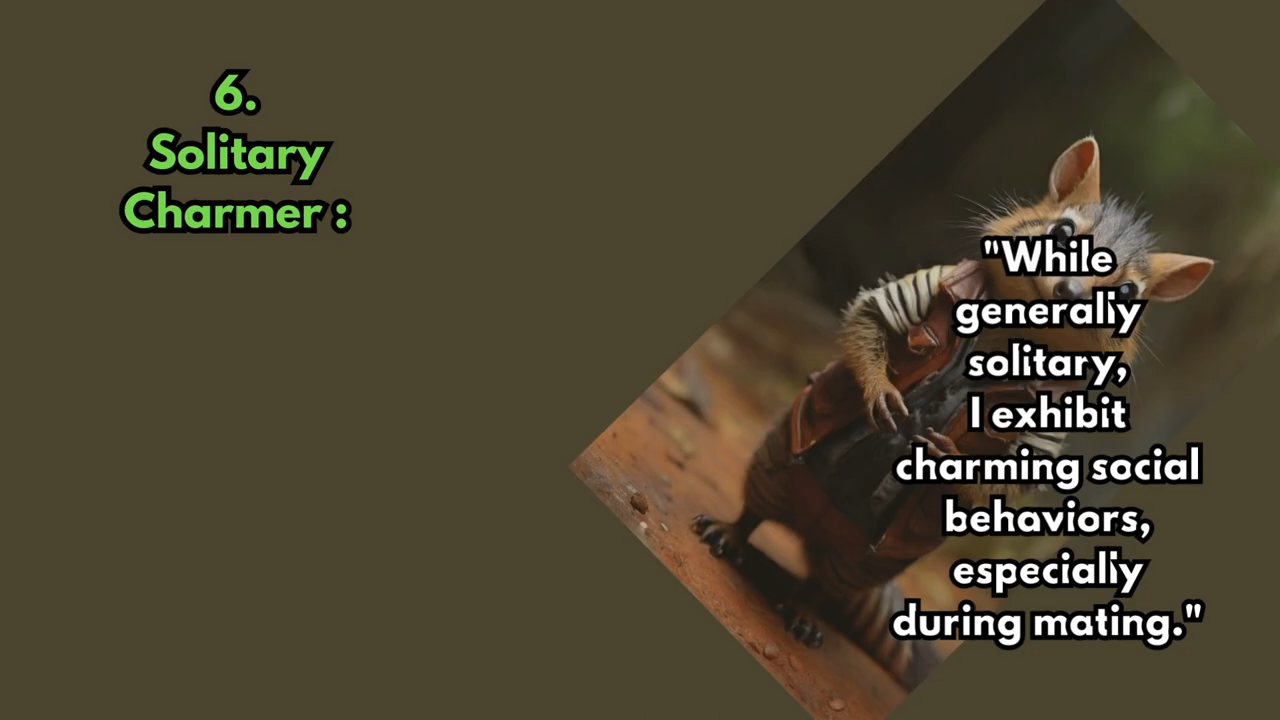 6.
Solitary
Charmer :
"While
generally
solitary,
I exhibit
charming social
behaviors,
especially
during mating."